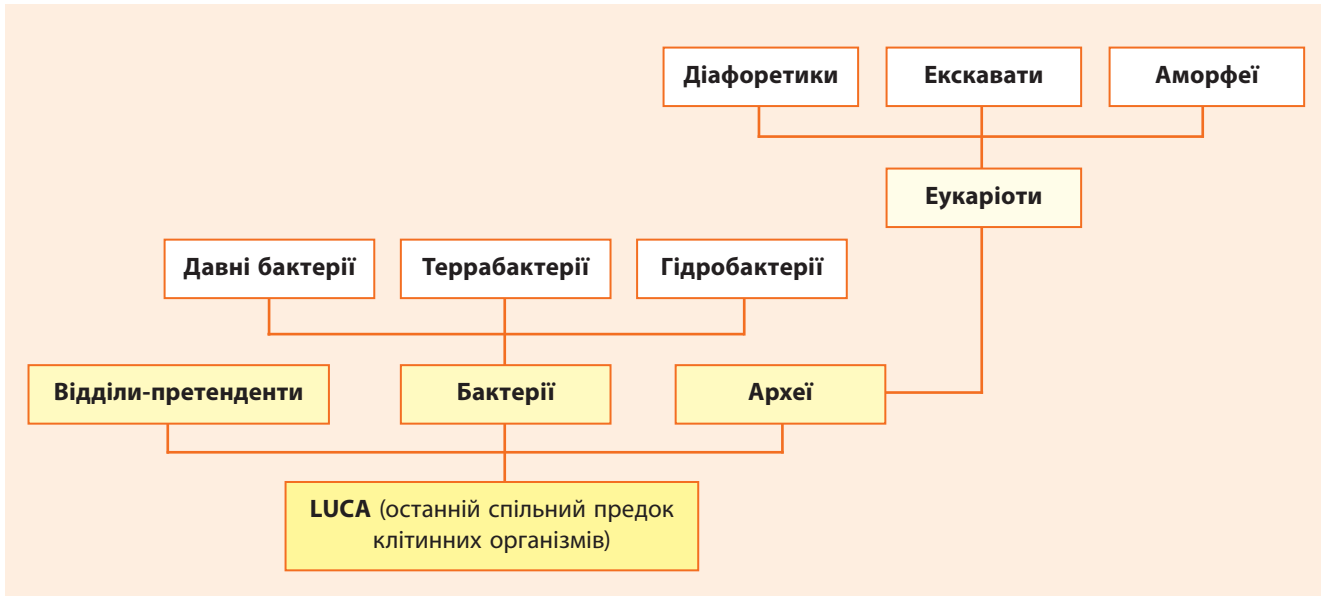 Діафоретики
Екскавати
Аморфеї
Еукаріоти
Давні бактерії
Террабактерії
Гідробактерії
Відділи-претенденти
Бактерії
Археї
LUCA (останній спільний предок
клітинних організмів)